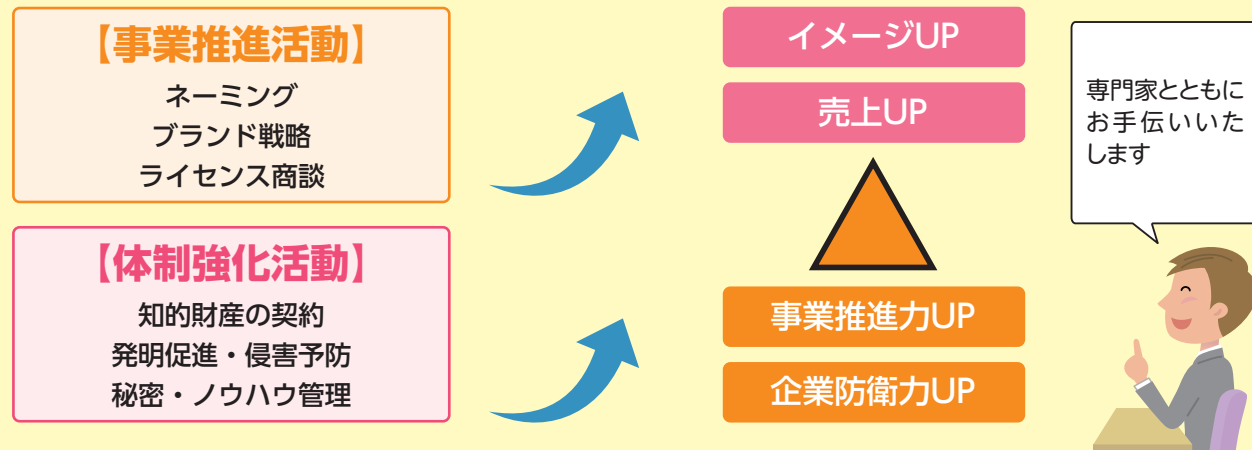 【事業推進活動】
ネーミング
ブランド戦略
ライセンス商談
【体制強化活動】
知的財産の契約
発明促進・侵害予防
秘密・ノウハウ管理
イメージUP
売上UP
事業推進力UP
企業防衛力UP
専門家とともに
お手伝いいた
します